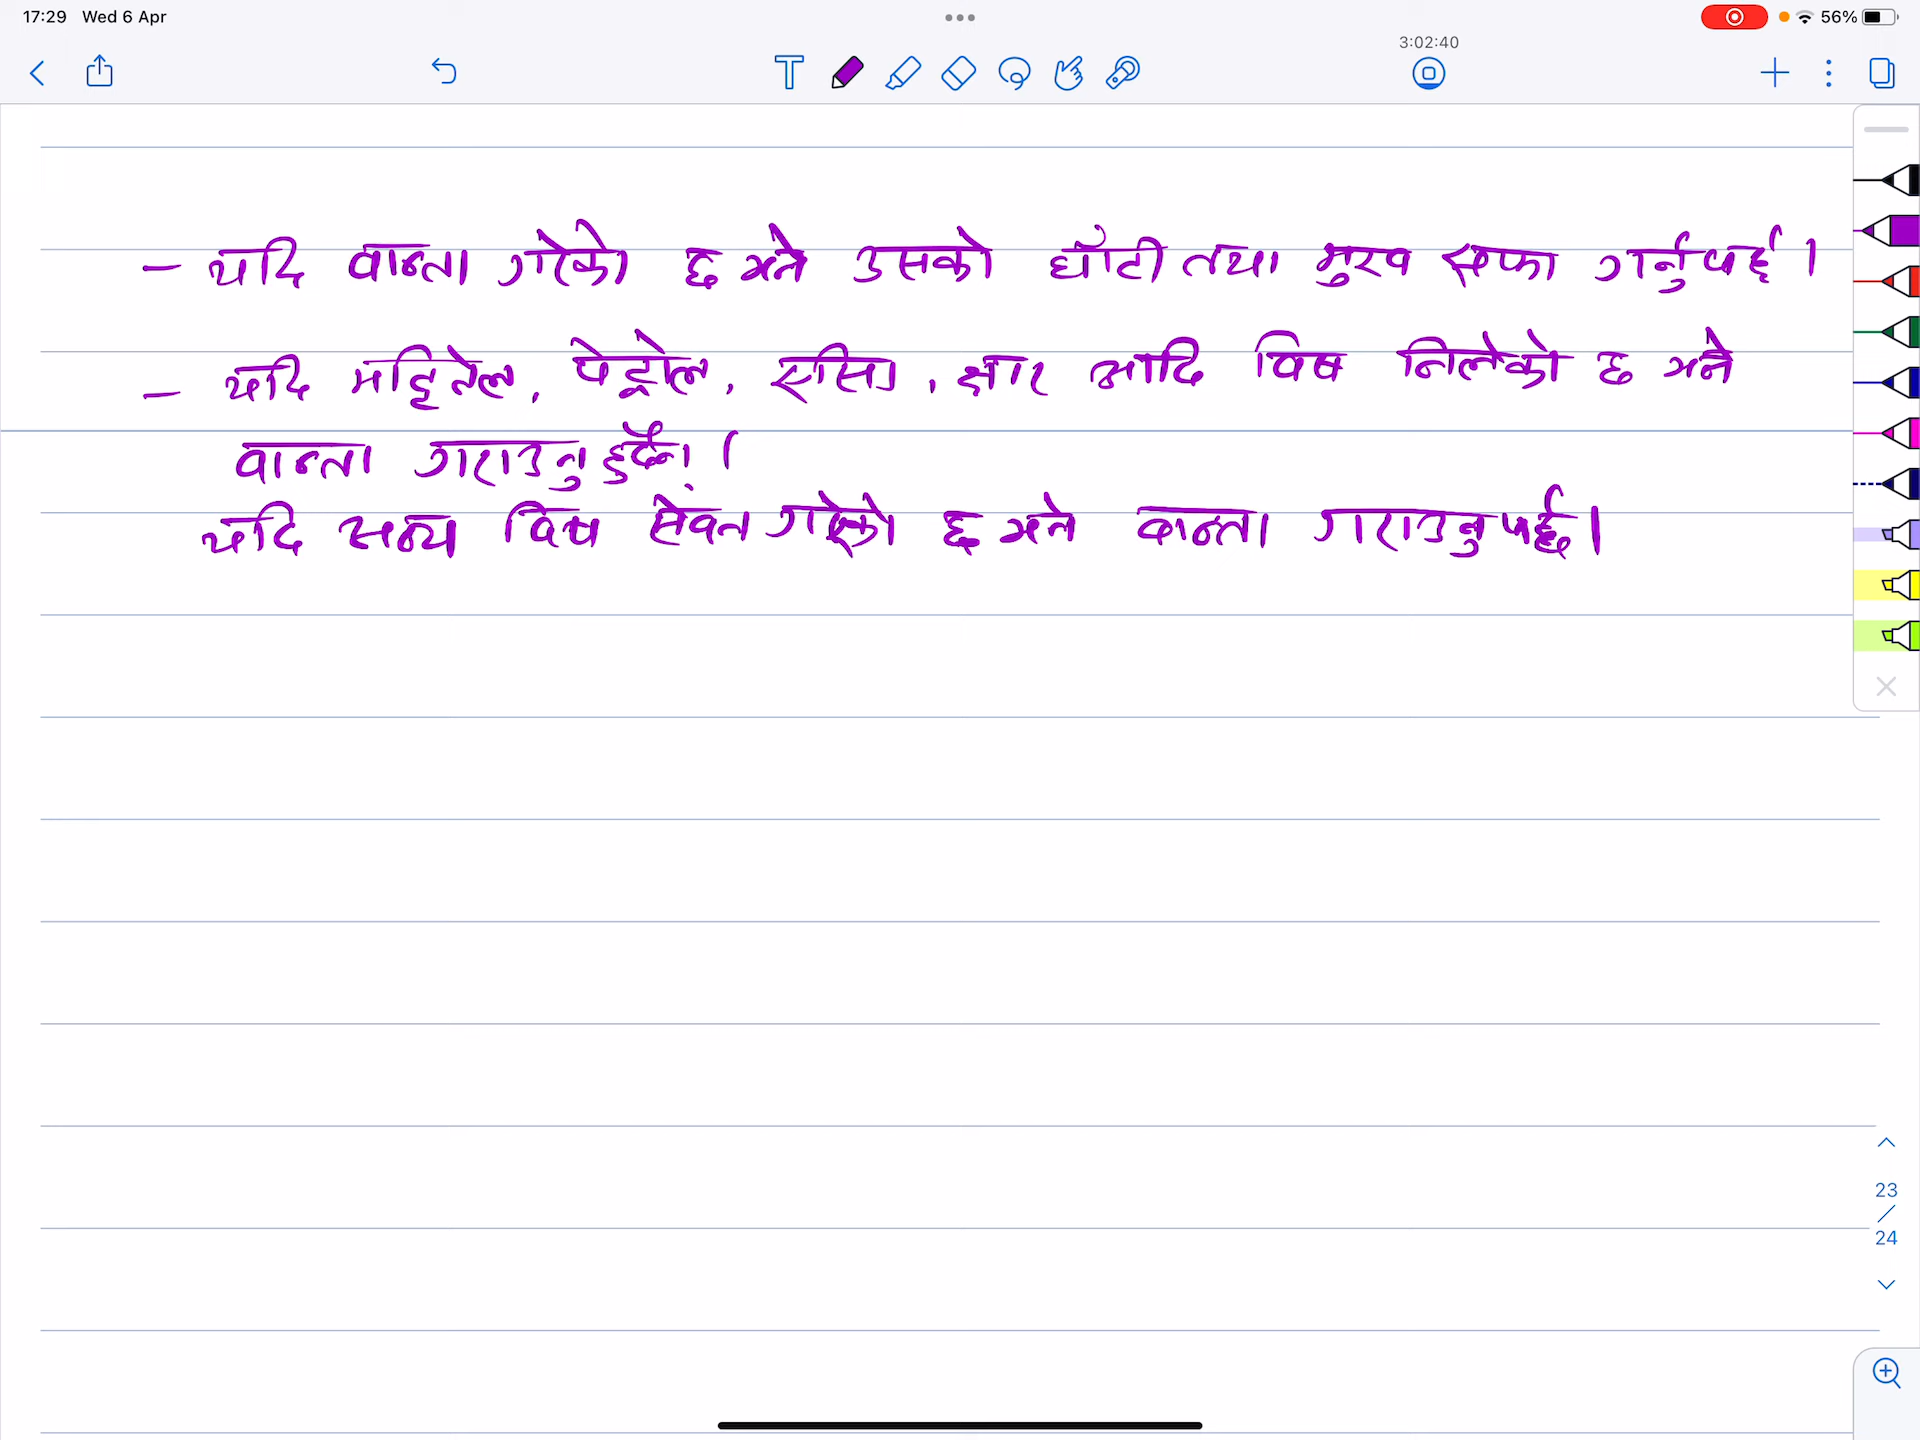 17:29 Wed 6 Apr
56%
3:02:40
- यदि वान्ता गरेको छ भने उसको घाँटी तथा मुख सफा गर्नुपर्छ ।
- यदि मट्टितेल, पेट्रोल, एसिड, क्षार आदि विष निलेको छ भने
वान्ता गराउनु हुँदैन ।
यदि अन्य विष सेवन गरेको छ भने वान्ता गराउनु पर्छ ।
23
/
24